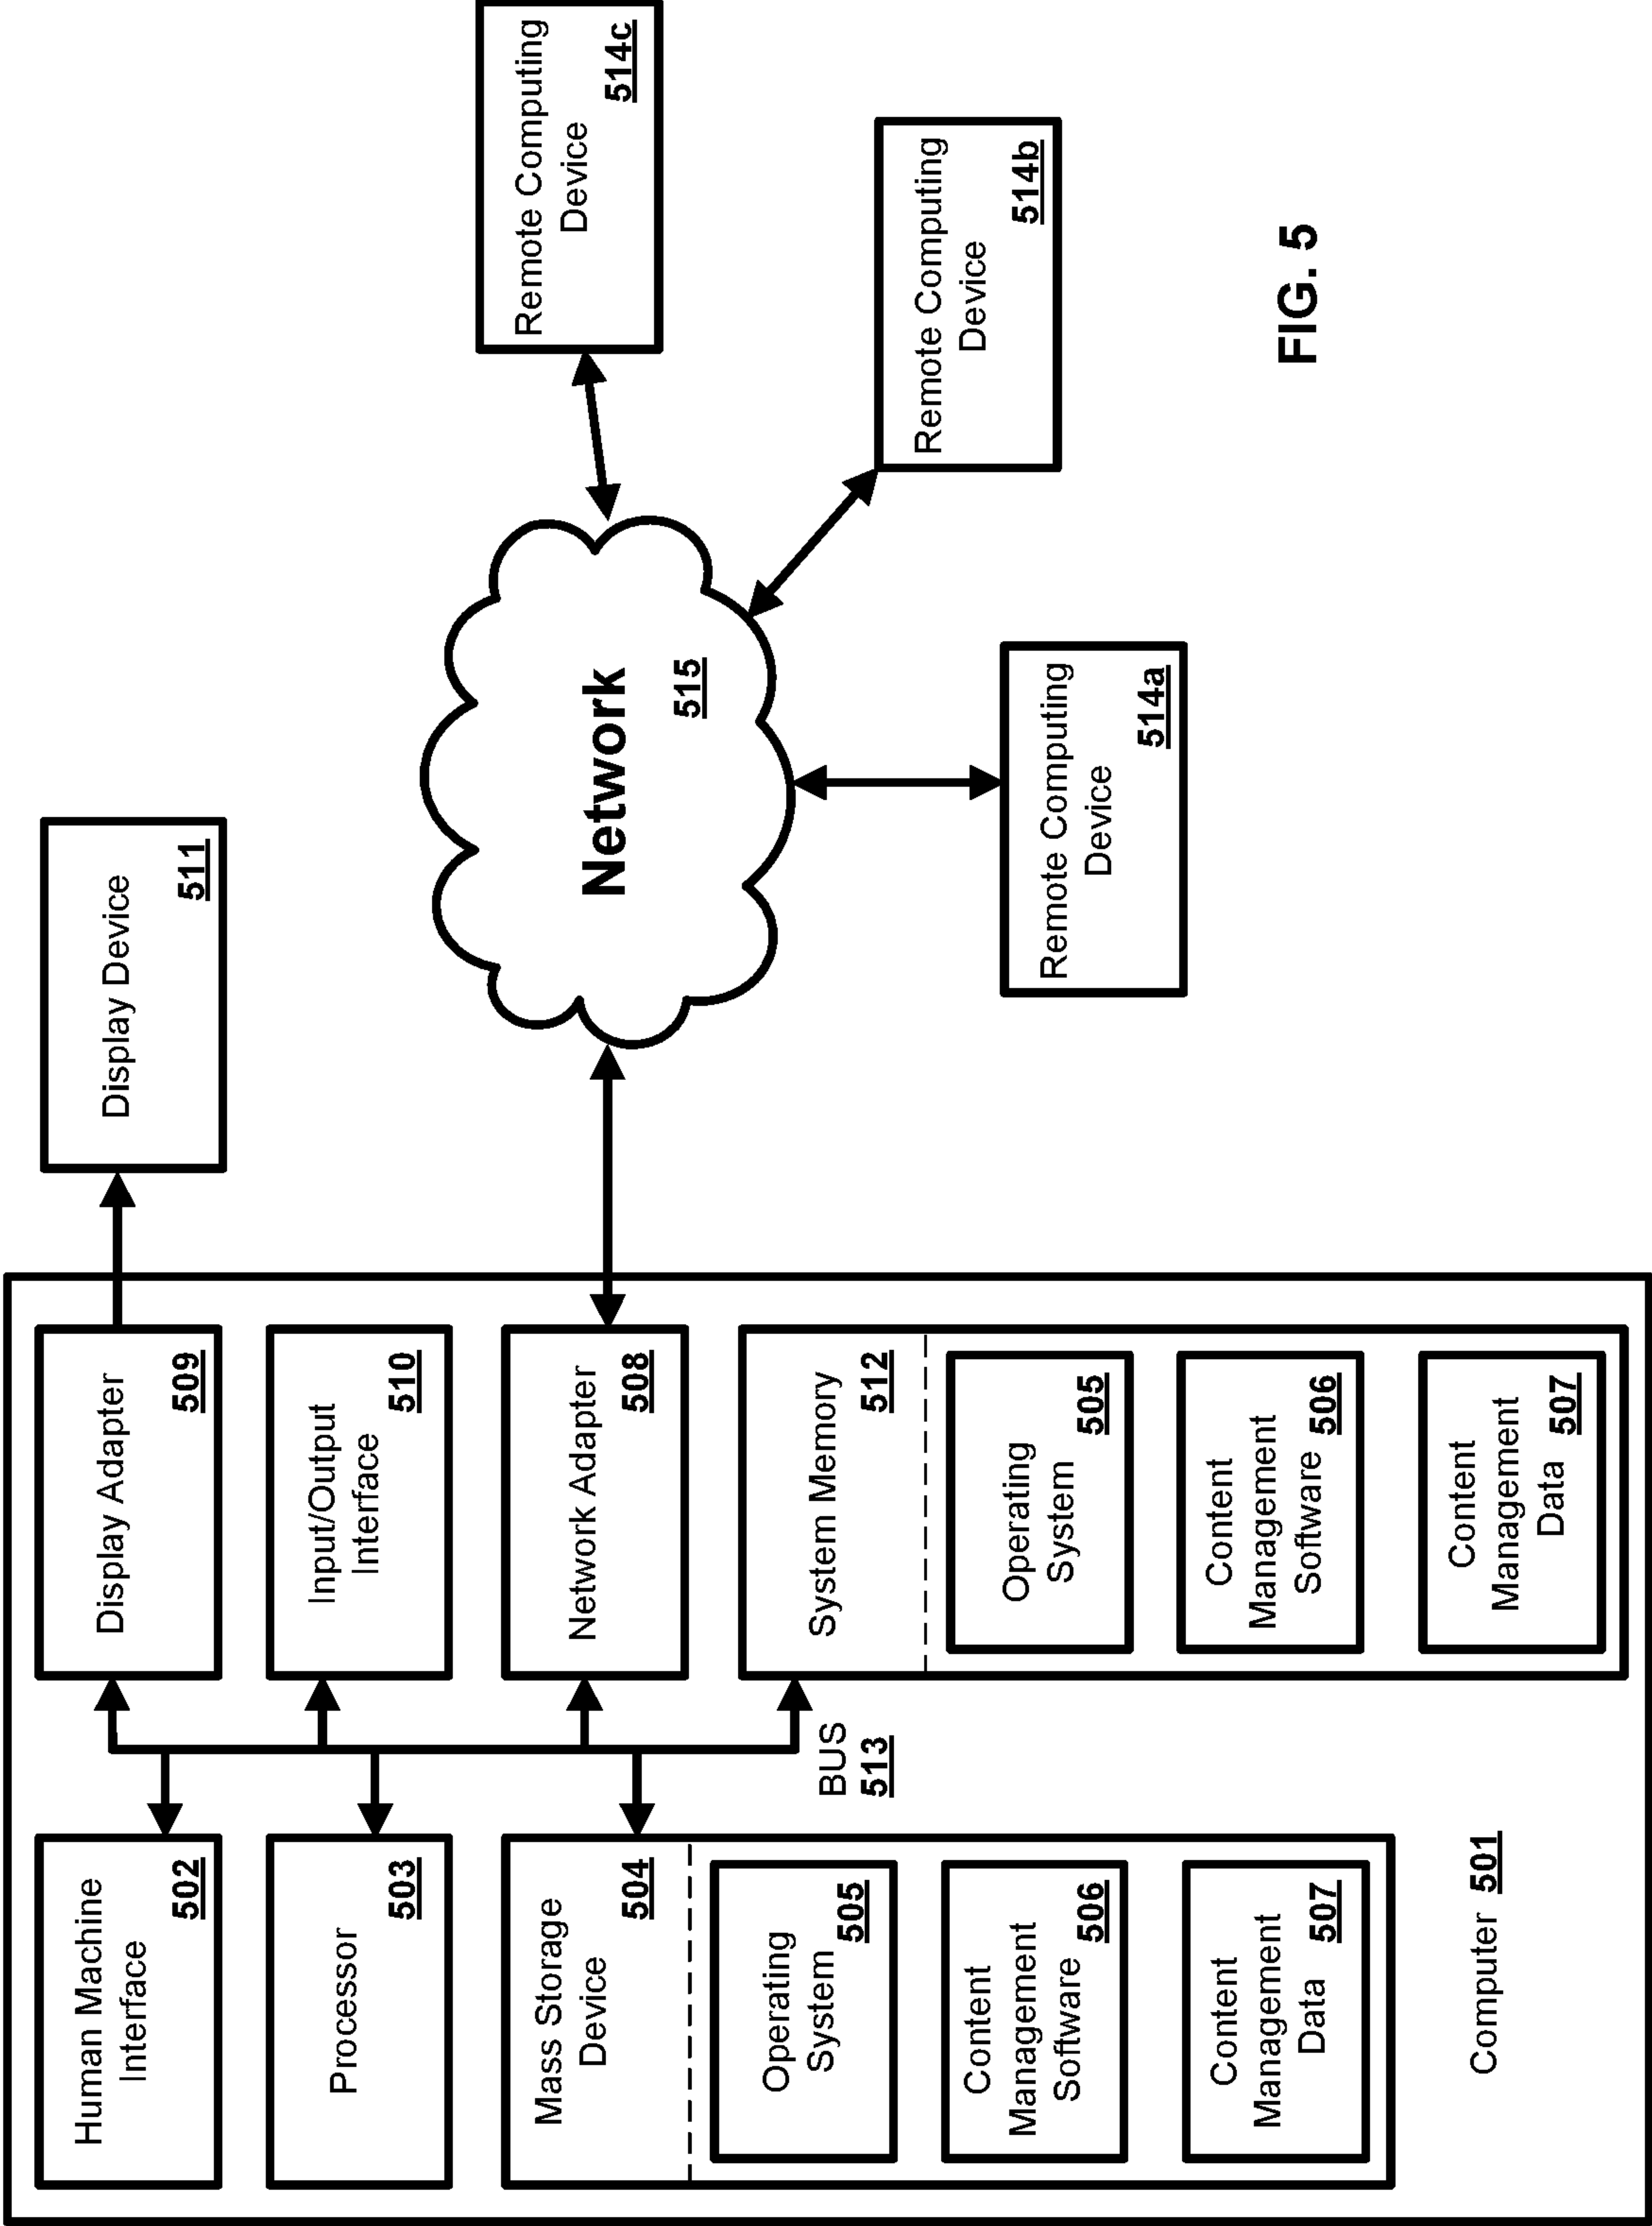 Human Machine
Interface
502
Processor
503
Mass Storage
Device
504
Operating
System
505
Content
Management
Software
506
Content
Management
Data
507
Computer 501
BUS
513
Display Adapter
509
Input/Output
Interface
510
Network Adapter
508
System Memory
512
Operating
System
505
Content
Management
Software
506
Content
Management
Data
507
Display Device
511
Network
515
Remote Computing
Device
514a
Remote Computing
Device
514b
Remote Computing
Device
514c
FIG. 5